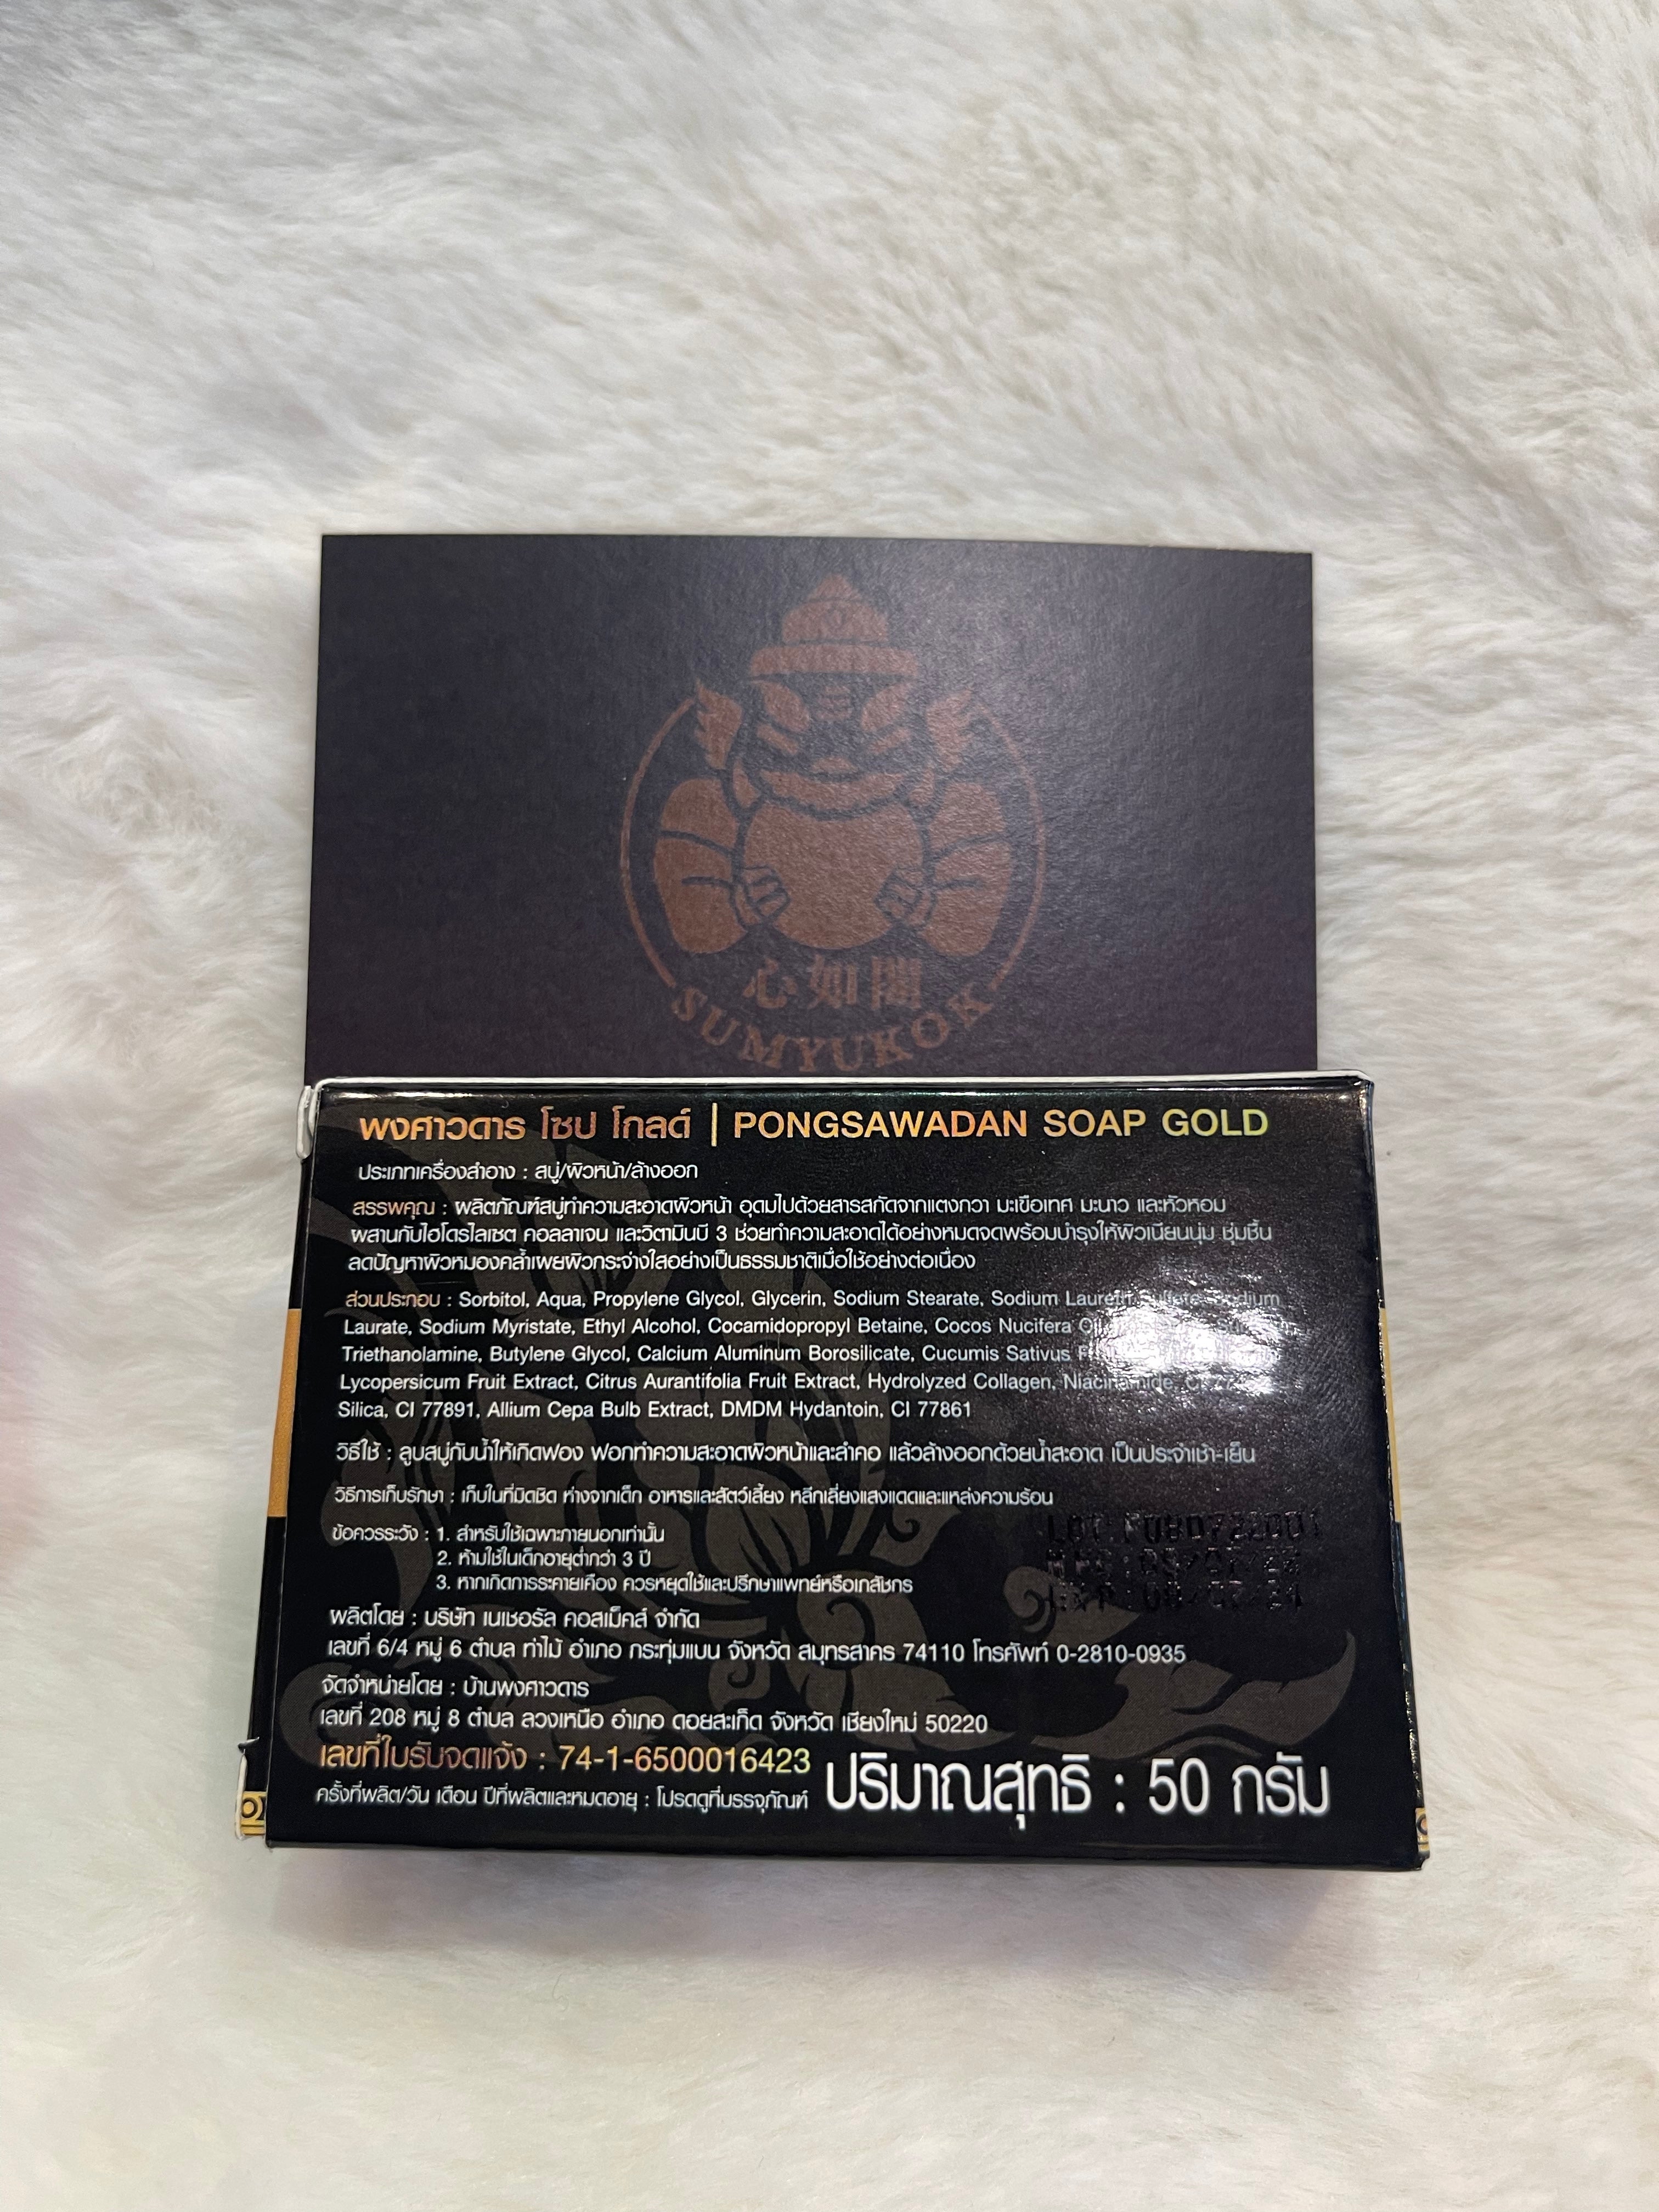 心如閣
SUMYUKOK
พงศาวดาร โซป โกลด์ | PONGSAWADAN SOAP GOLD
ประเภทเครื่องสำอาง : สบู่/ผิวหน้า/ล้างออก
สรรพคุณ : ผลิตภัณฑ์สบู่ทำความสะอาดผิวหน้า อุดมไปด้วยสารสกัดจากแตงกวา มะเขือเทศ มะนาว และหัวหอม
ผสานกับไฮโดรไลเซต คอลลาเจน และวิตามินบี 3 ช่วยทำความสะอาดได้อย่างหมดจดพร้อมบำรุงให้ผิวเนียนนุ่ม ชุ่มชื้น
ลดปัญหาผิวหมองคล้ำเผยผิวกระจ่างใสอย่างเป็นธรรมชาติเมื่อใช้อย่างต่อเนื่อง
ส่วนประกอบ : Sorbitol, Aqua, Propylene Glycol, Glycerin, Sodium Stearate, Sodium Laureth Sodium
Laurate, Sodium Myristate, Ethyl Alcohol, Cocamidopropyl Betaine, Cocos Nucifera
Triethanolamine, Butylene Glycol, Calcium Aluminum Borosilicate, Cucumis Sativus
Lycopersicum Fruit Extract, Citrus Aurantifolia Fruit Extract, Hydrolyzed Collagen, Niacinamide,
Silica, CI 77891, Allium Cepa Bulb Extract, DMDM Hydantoin, CI 77861
วิธีใช้ : ลูบสบู่กับน้ำให้เกิดฟอง ฟอกทำความสะอาดผิวหน้าและลำคอ แล้วล้างออกด้วยน้ำสะอาด เป็นประจำเช้า-เย็น
วิธีการเก็บรักษา : เก็บในที่มิดชิด ห่างจากเด็ก อาหารและสัตว์เลี้ยง หลีกเลี่ยงแสงแดดและแหล่งความร้อน
ข้อควรระวัง : 1. สำหรับใช้เฉพาะภายนอกเท่านั้น
2. ห้ามใช้ในเด็กอายุต่ำกว่า 3 ปี
3. หากเกิดการระคายเคือง ควรหยุดใช้และปรึกษาแพทย์หรือเภสัชกร
LOT
ผลิตโดย : บริษัท เนเชอรัล คอสเม็คส์ จำกัด
เลขที่ 6/4 หมู่ 6 ตำบล ท่าไม้ อำเภอ กระทุ่มแบน จังหวัด สมุทรสาคร 74110 โทรศัพท์ 0-2810-0935
จัดจำหน่ายโดย : บ้านพงศาวดาร
เลขที่ 208 หมู่ 8 ตำบล ลวงเหนือ อำเภอ ดอยสะเก็ด จังหวัด เชียงใหม่ 50220
เลขที่ใบรับจดแจ้ง : 74-1-6500016423
ครั้งที่ผลิต/วัน เดือน ปีที่ผลิตและหมดอายุ : โปรดดูที่บรรจุภัณฑ์
ปริมาณสุทธิ : 50 กรัม